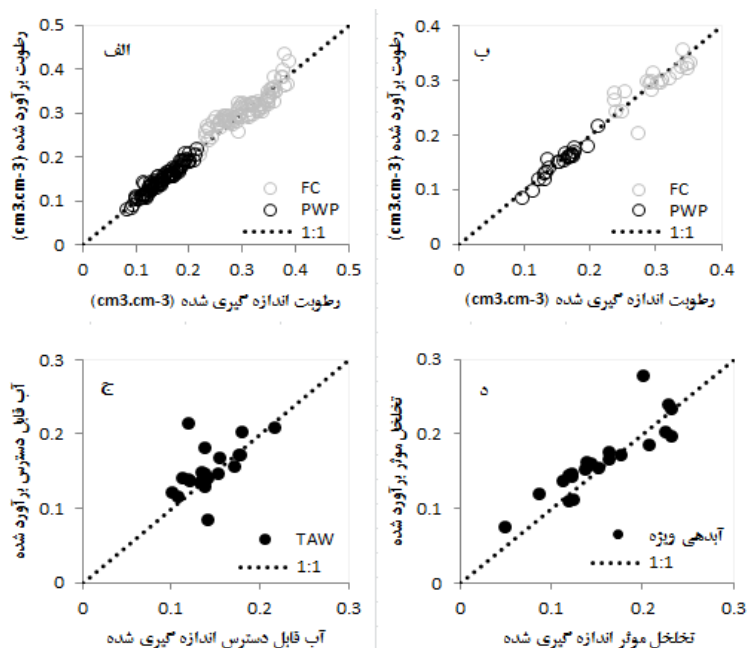 الف
رطوبت برآورد شده (cm3.cm-3)
0.5
0.4
0.3
0.2
0.1
0
FC
PWP
1:1
0
0.1
0.2
0.3
0.4
0.5
رطوبت اندازه گیری شده (cm3.cm-3)
ب
رطوبت برآورد شده (cm3.cm-3)
0.4
0.3
0.2
0.1
0
FC
PWP
1:1
0
0.2
0.3
0.4
رطوبت اندازه گیری شده (cm3.cm-3)
ج
آب قابل دسترس برآورد شده
0.3
0.2
0.1
0
TAW
1:1
0
0.1
0.2
0.3
آب قابل دسترس اندازه گیری شده
د
تخلخل موثر برآورد شده
0.3
0.2
0.1
0
آبدهی ویژه
1:1
0
0.1
0.2
0.3
تخلخل موثر اندازه گیری شده